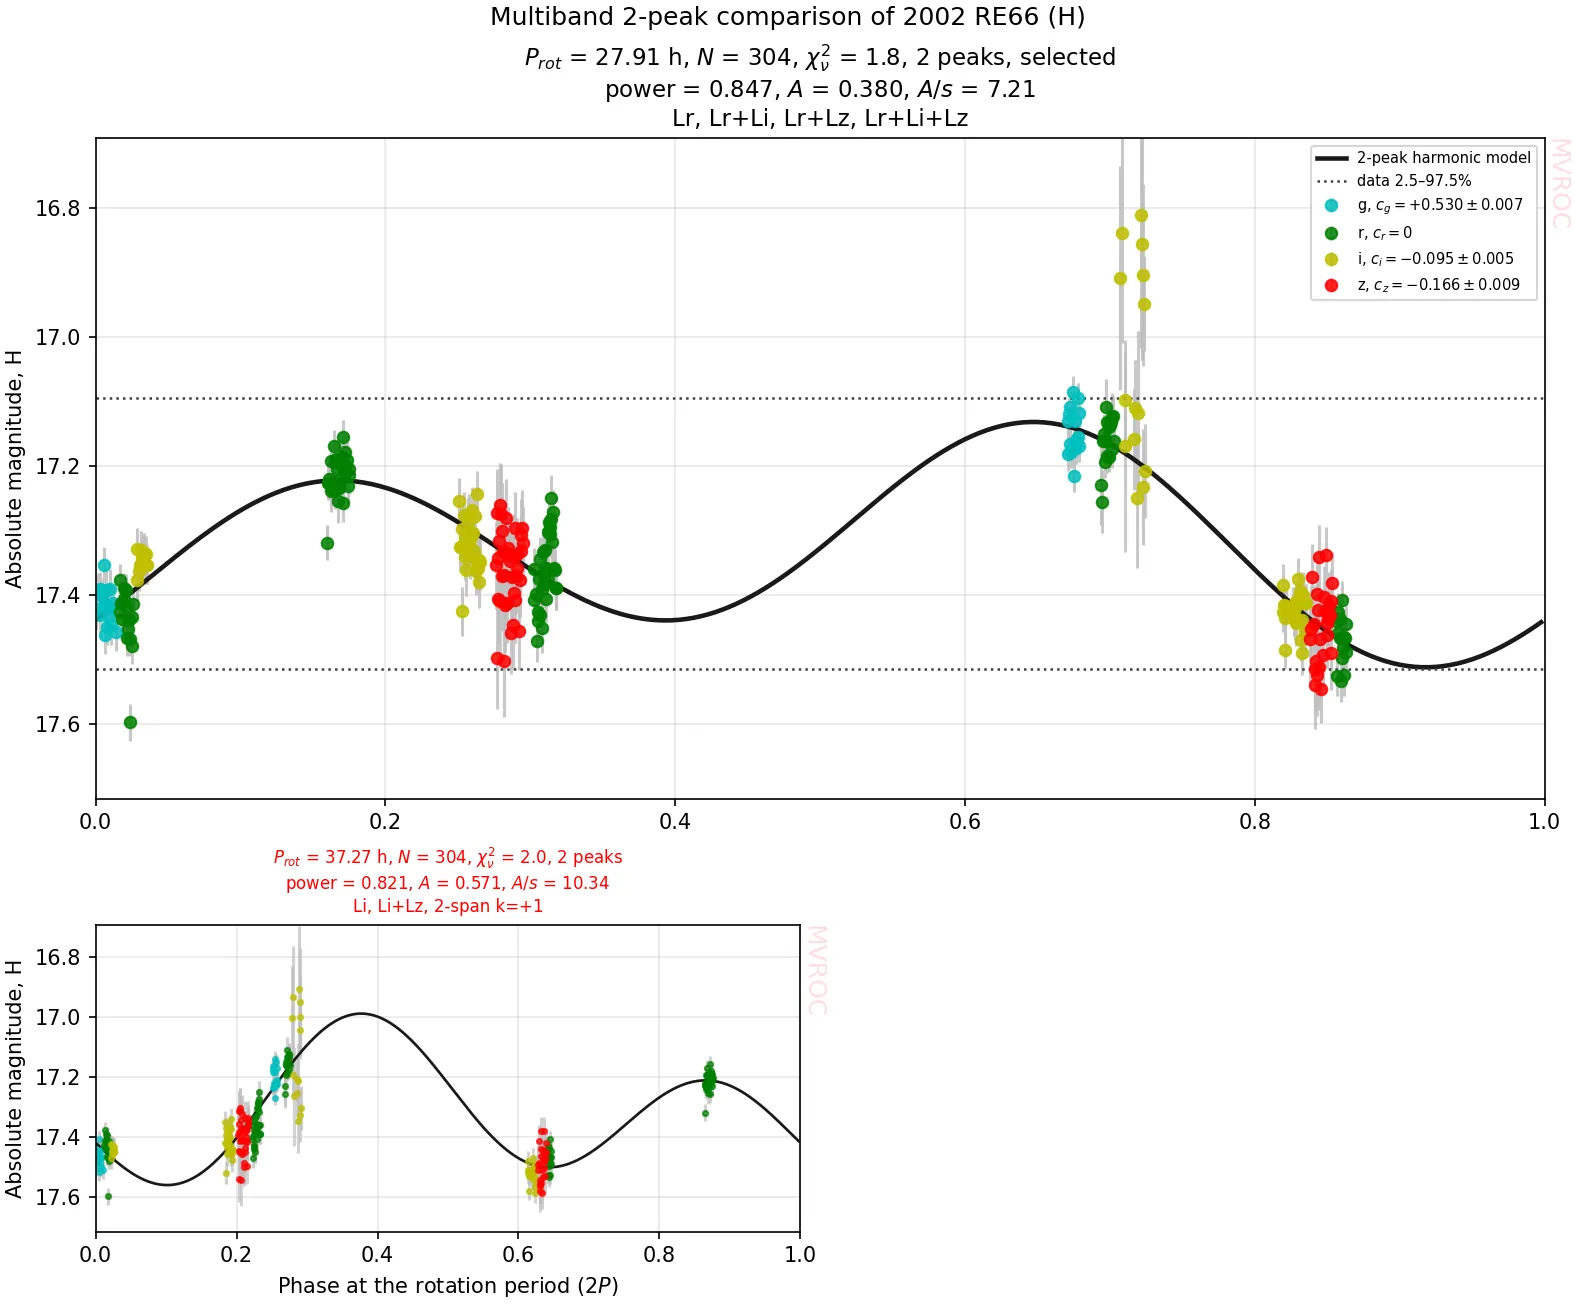 Multiband 2-peak comparison of 2002 RE66 (H)
P_rot = 27.91 h, N = 304, χ²_ν = 1.8, 2 peaks, selected
power = 0.847, A = 0.380, A/s = 7.21
Lr, Lr+Li, Lr+Lz, Lr+Li+Lz
2-peak harmonic model
data 2.5–97.5%
g, c_g = +0.530 ± 0.007
r, c_r = 0
i, c_i = −0.095 ± 0.005
z, c_z = −0.166 ± 0.009
MVROC
Absolute magnitude, H
16.8
17.0
17.2
17.4
17.6
0.0 0.2 0.4 0.6 0.8 1.0
P_rot = 37.27 h, N = 304, χ²_ν = 2.0, 2 peaks
power = 0.821, A = 0.571, A/s = 10.34
Li, Li+Lz, 2-span k=+1
MVROC
Absolute magnitude, H
16.8
17.0
17.2
17.4
17.6
0.0 0.2 0.4 0.6 0.8 1.0
Phase at the rotation period (2P)